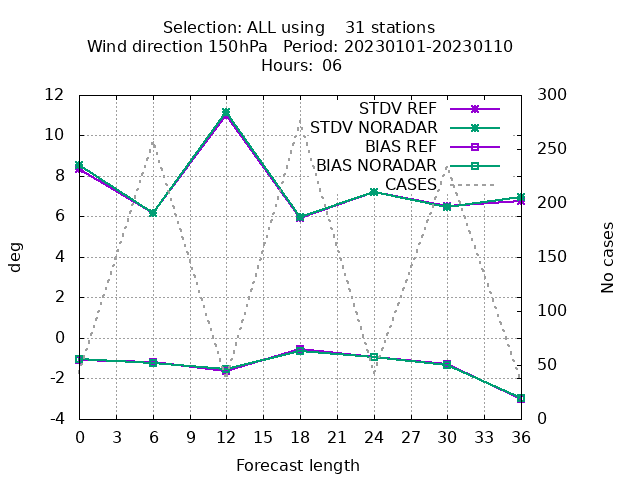 Selection: ALL using    31 stations
Wind direction 150hPa   Period: 20230101-20230110
Hours: 06
STDV REF
STDV NORADAR
BIAS REF
BIAS NORADAR
CASES
12
10
8
6
4
2
0
-2
-4
deg
300
250
200
150
100
50
0
No cases
0 3 6 9 12 15 18 21 24 27 30 33 36
Forecast length